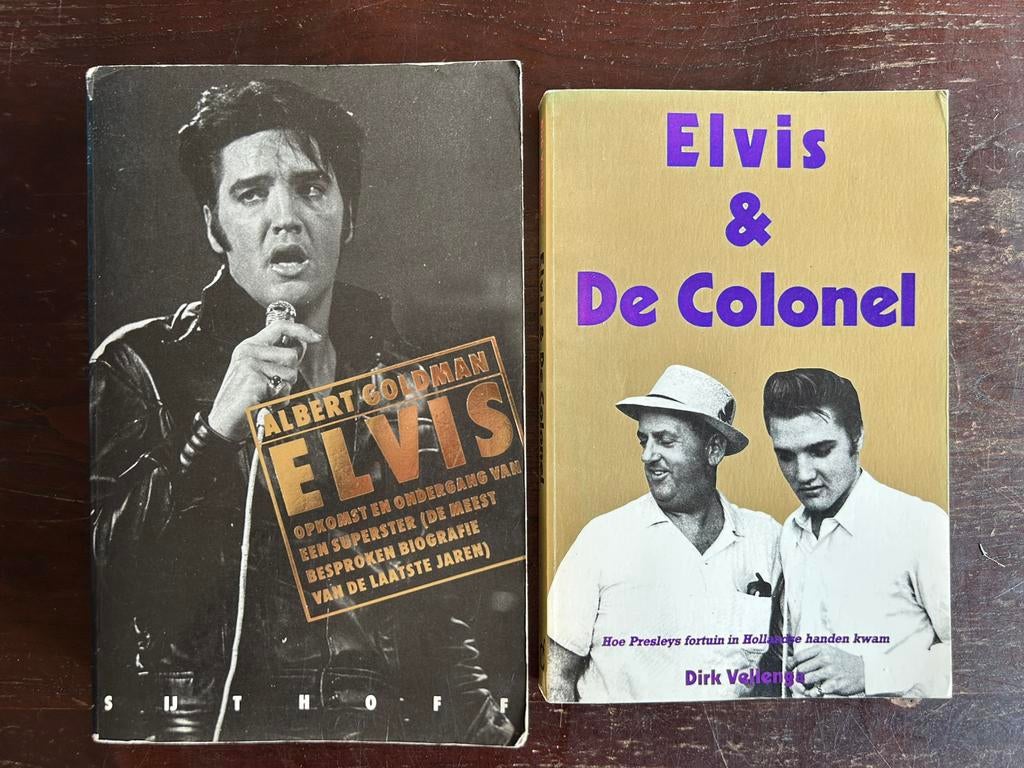 ALBERT GOLDMAN
ELVIS
OPKOMST EN ONDERGANG VAN
EEN SUPERSTER (DE MEEST
BESPROKEN BIOGRAFIE
VAN DE LAATSTE JAREN)
SIJTHOFF
Elvis
&
De Colonel
Hoe Presleys fortuin in Hollandse handen kwam
Dirk Vellenga